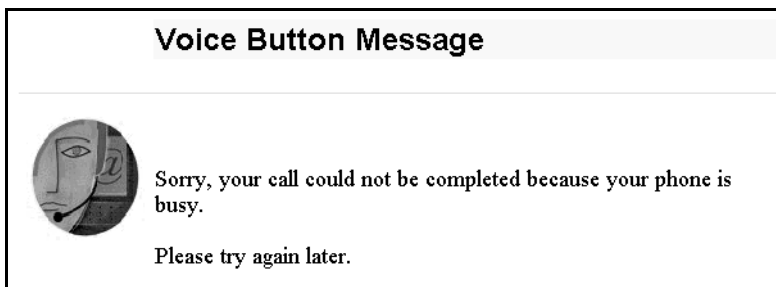 Voice Button Message
@
Sorry, your call could not be completed because your phone is
busy.
Please try again later.